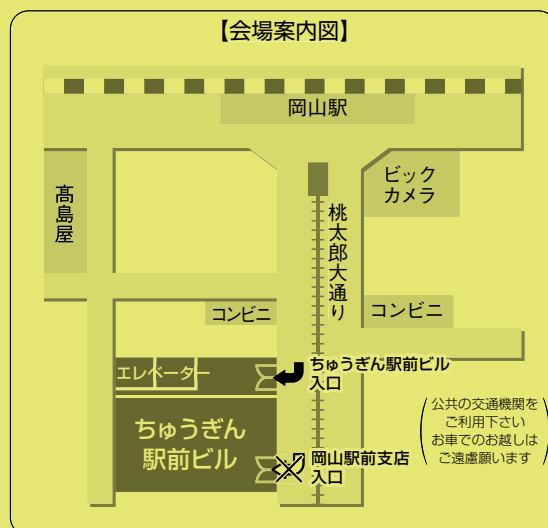 【会場案内図】
岡山駅
髙島屋
ビック
カメラ
桃太郎大通り
コンビニ
コンビニ
エレベーター
ちゅうぎん駅前ビル
入口
ちゅうぎん
駅前ビル
岡山駅前支店
入口
(公共の交通機関を
ご利用下さい
お車でのお越しは
ご遠慮願います)